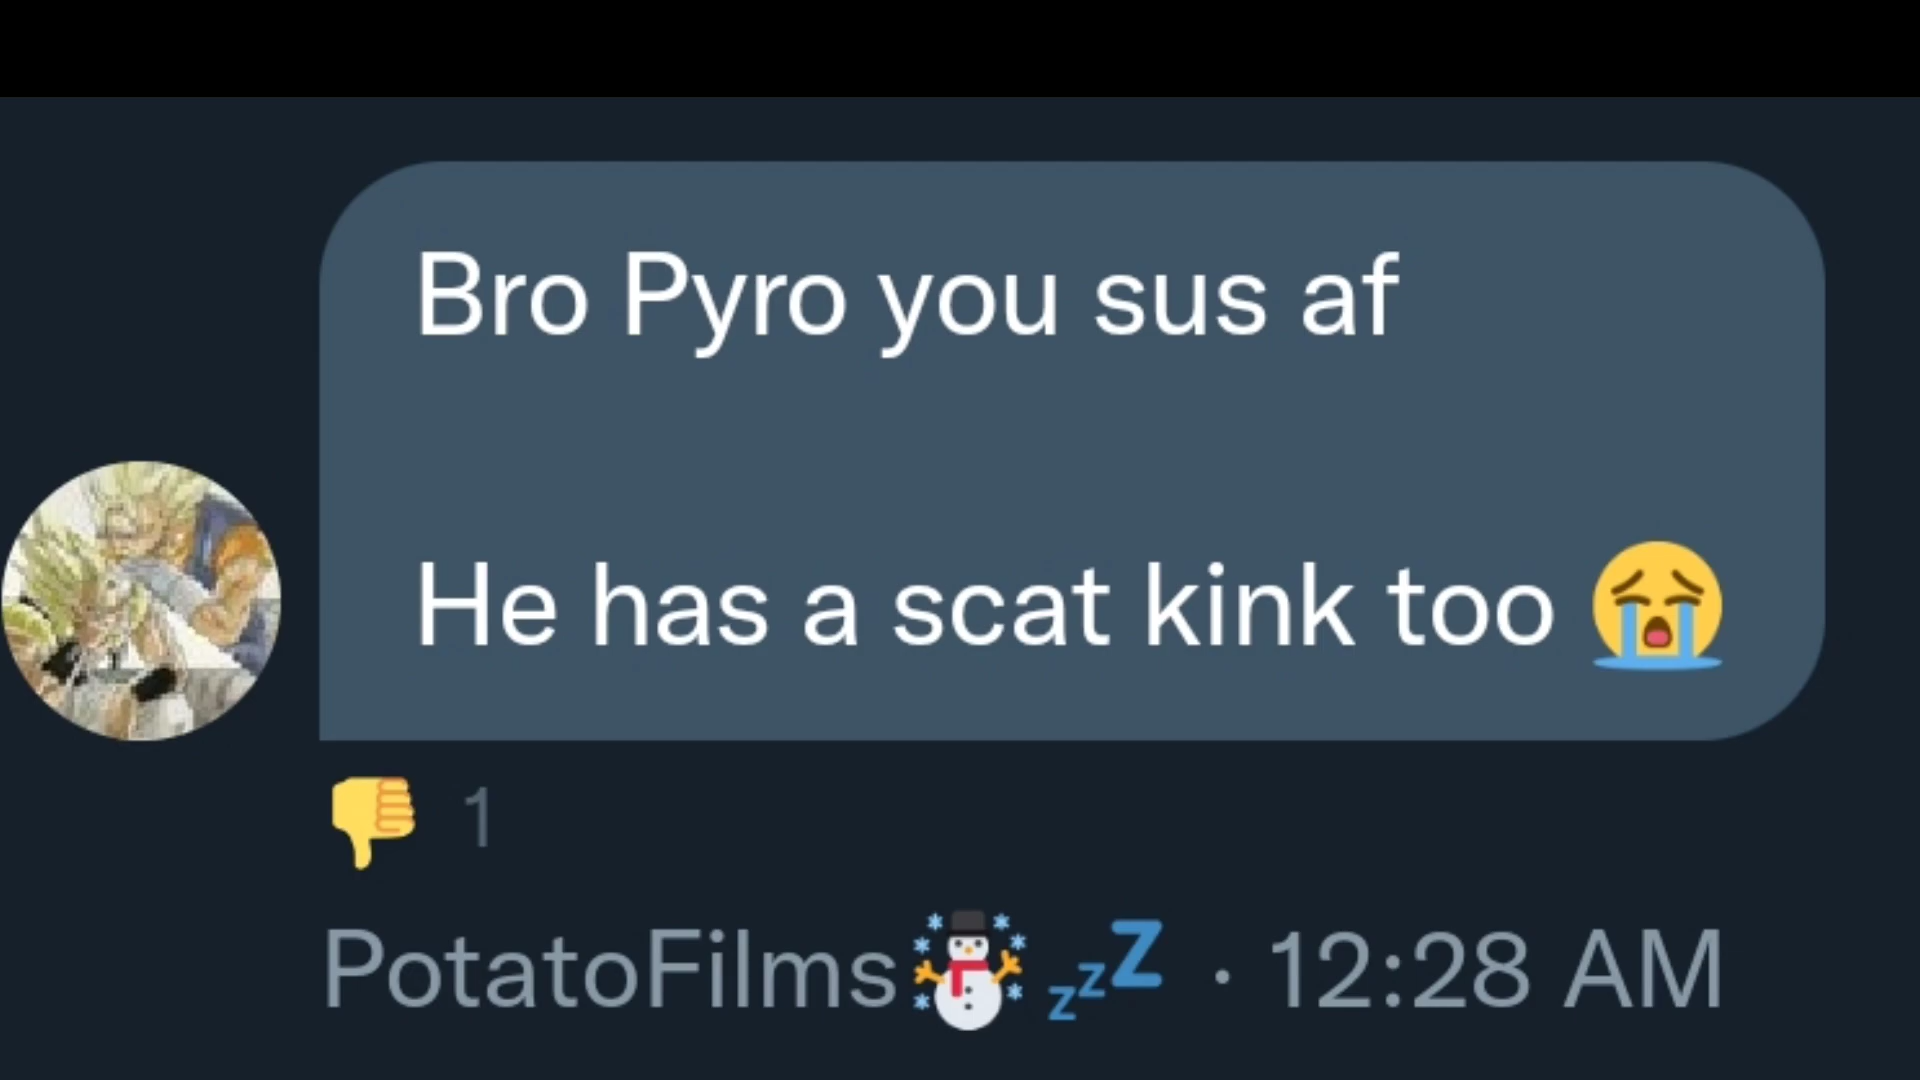 Bro Pyro you sus af
He has a scat kink too 😭
👎 1
PotatoFilms☃️💤 · 12:28 AM